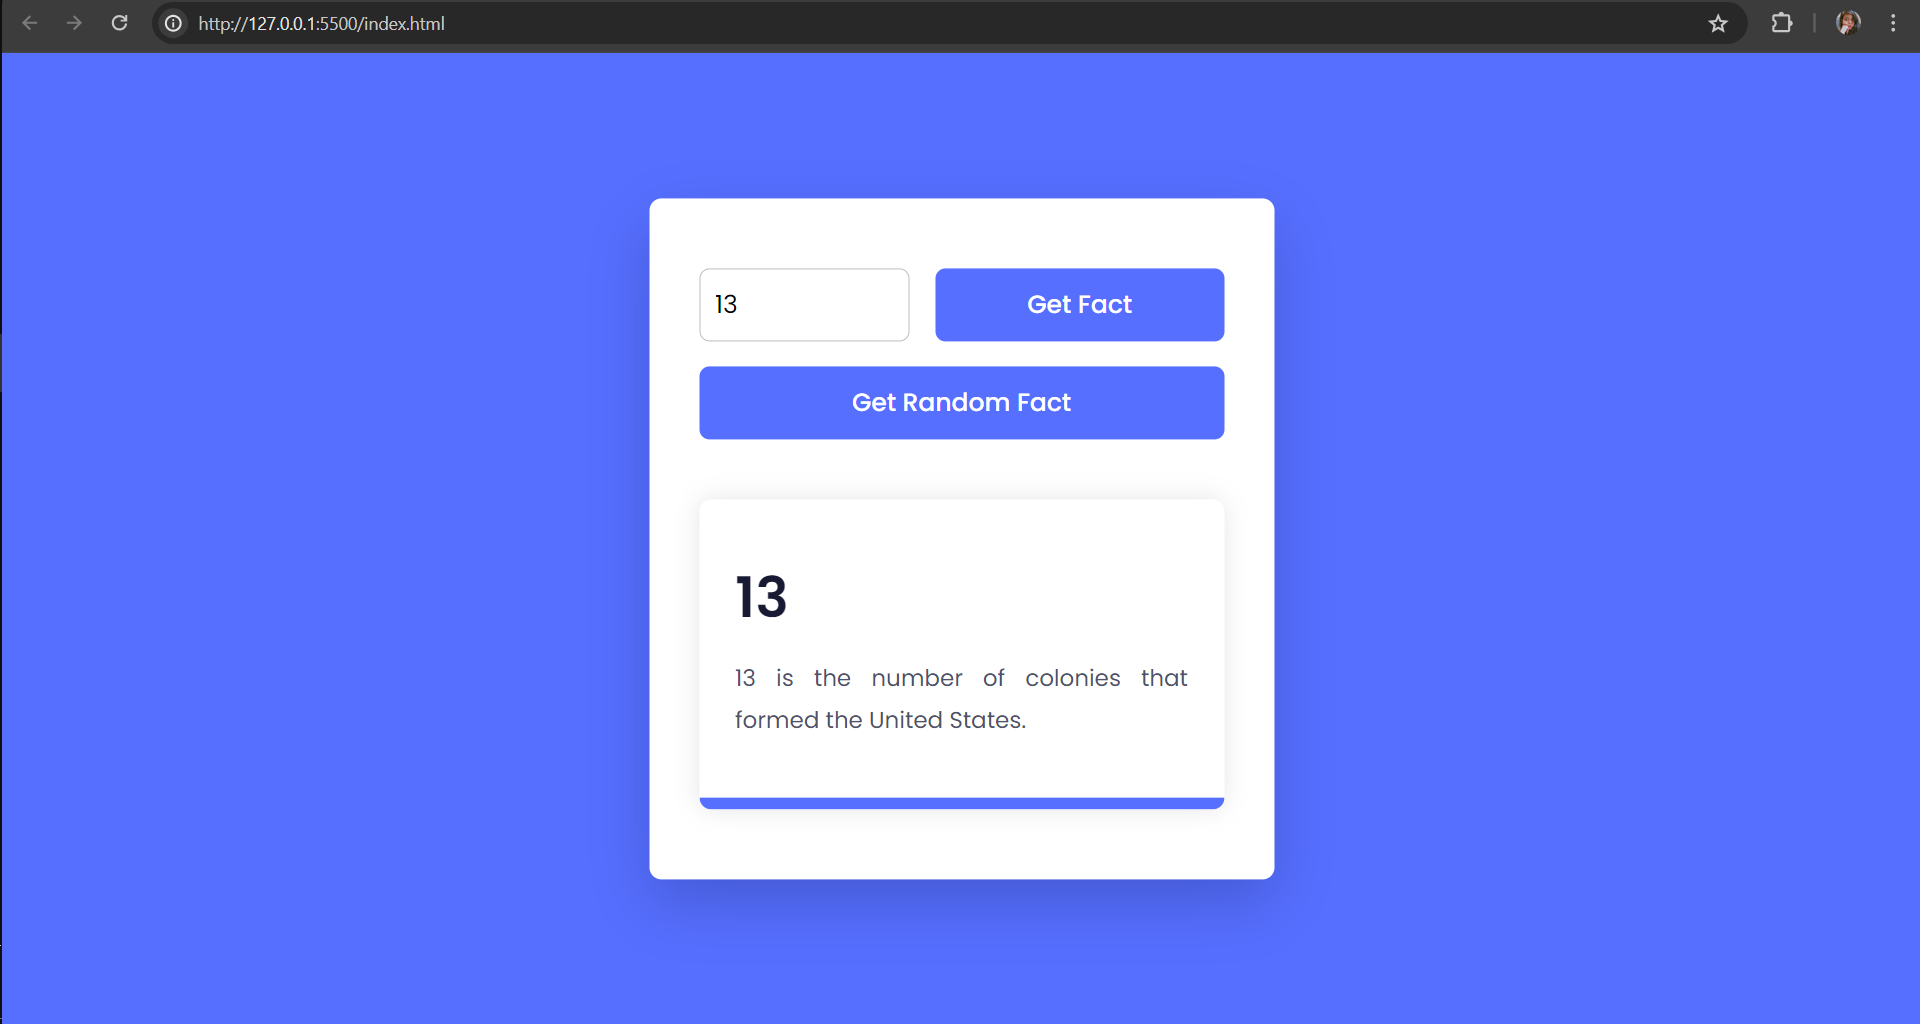 http://127.0.0.1:5500/index.html
13
Get Fact
Get Random Fact
13
13 is the number of colonies that
formed the United States.